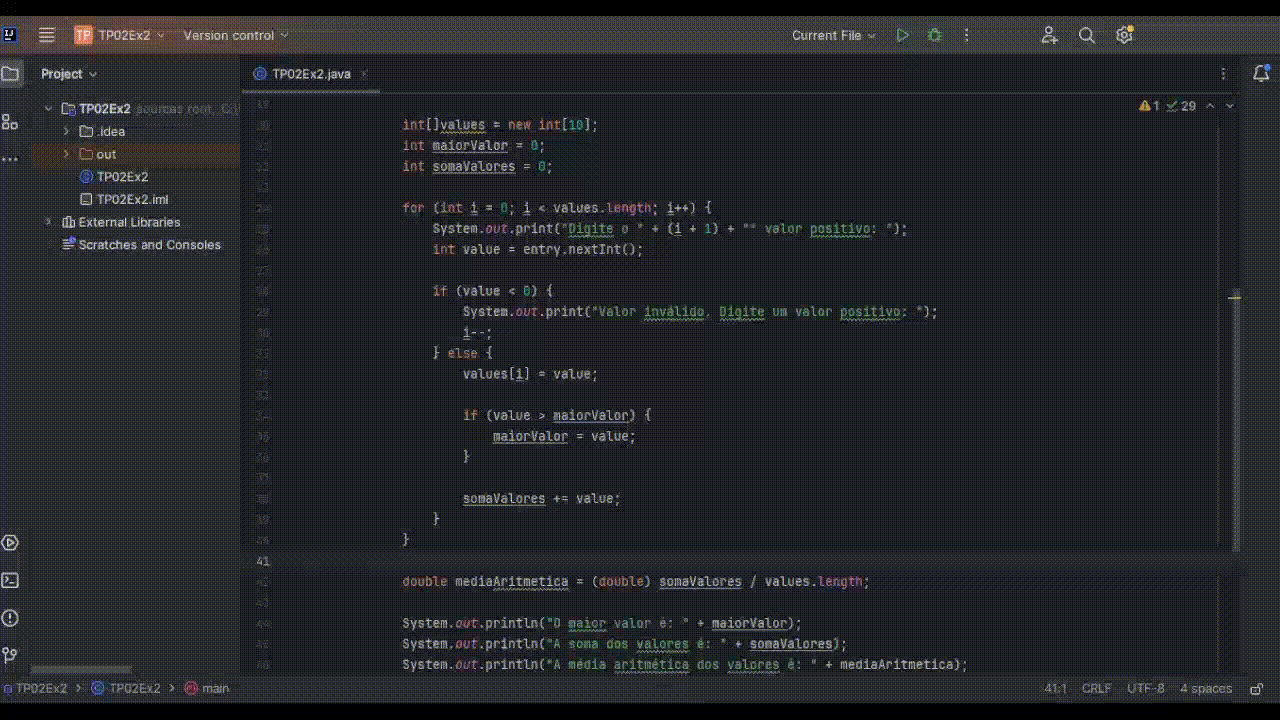 TP TP02Ex2 Version control Current File
Project TP02Ex2.java
TP02Ex2 sources root,
.idea
out
TP02Ex2
TP02Ex2.iml
External Libraries
Scratches and Consoles
1 29
int[]values = new int[10];
int maiorValor = 0;
int somaValores = 0;
for (int i = 0; i < values.length; i++) {
System.out.print("Digite o " + (i + 1) + "° valor positivo: ");
int value = entry.nextInt();
if (value < 0) {
System.out.print("Valor inválido. Digite um valor positivo: ");
i--;
} else {
values[i] = value;
if (value > maiorValor) {
maiorValor = value;
}
somaValores += value;
}
}
41
double mediaAritmetica = (double) somaValores / values.length;
System.out.println("O maior valor é: " + maiorValor);
System.out.println("A soma dos valores é: " + somaValores);
System.out.println("A média aritmética dos valores é: " + mediaAritmetica);
TP02Ex2 > TP02Ex2 > main 41:1 CRLF UTF-8 4 spaces